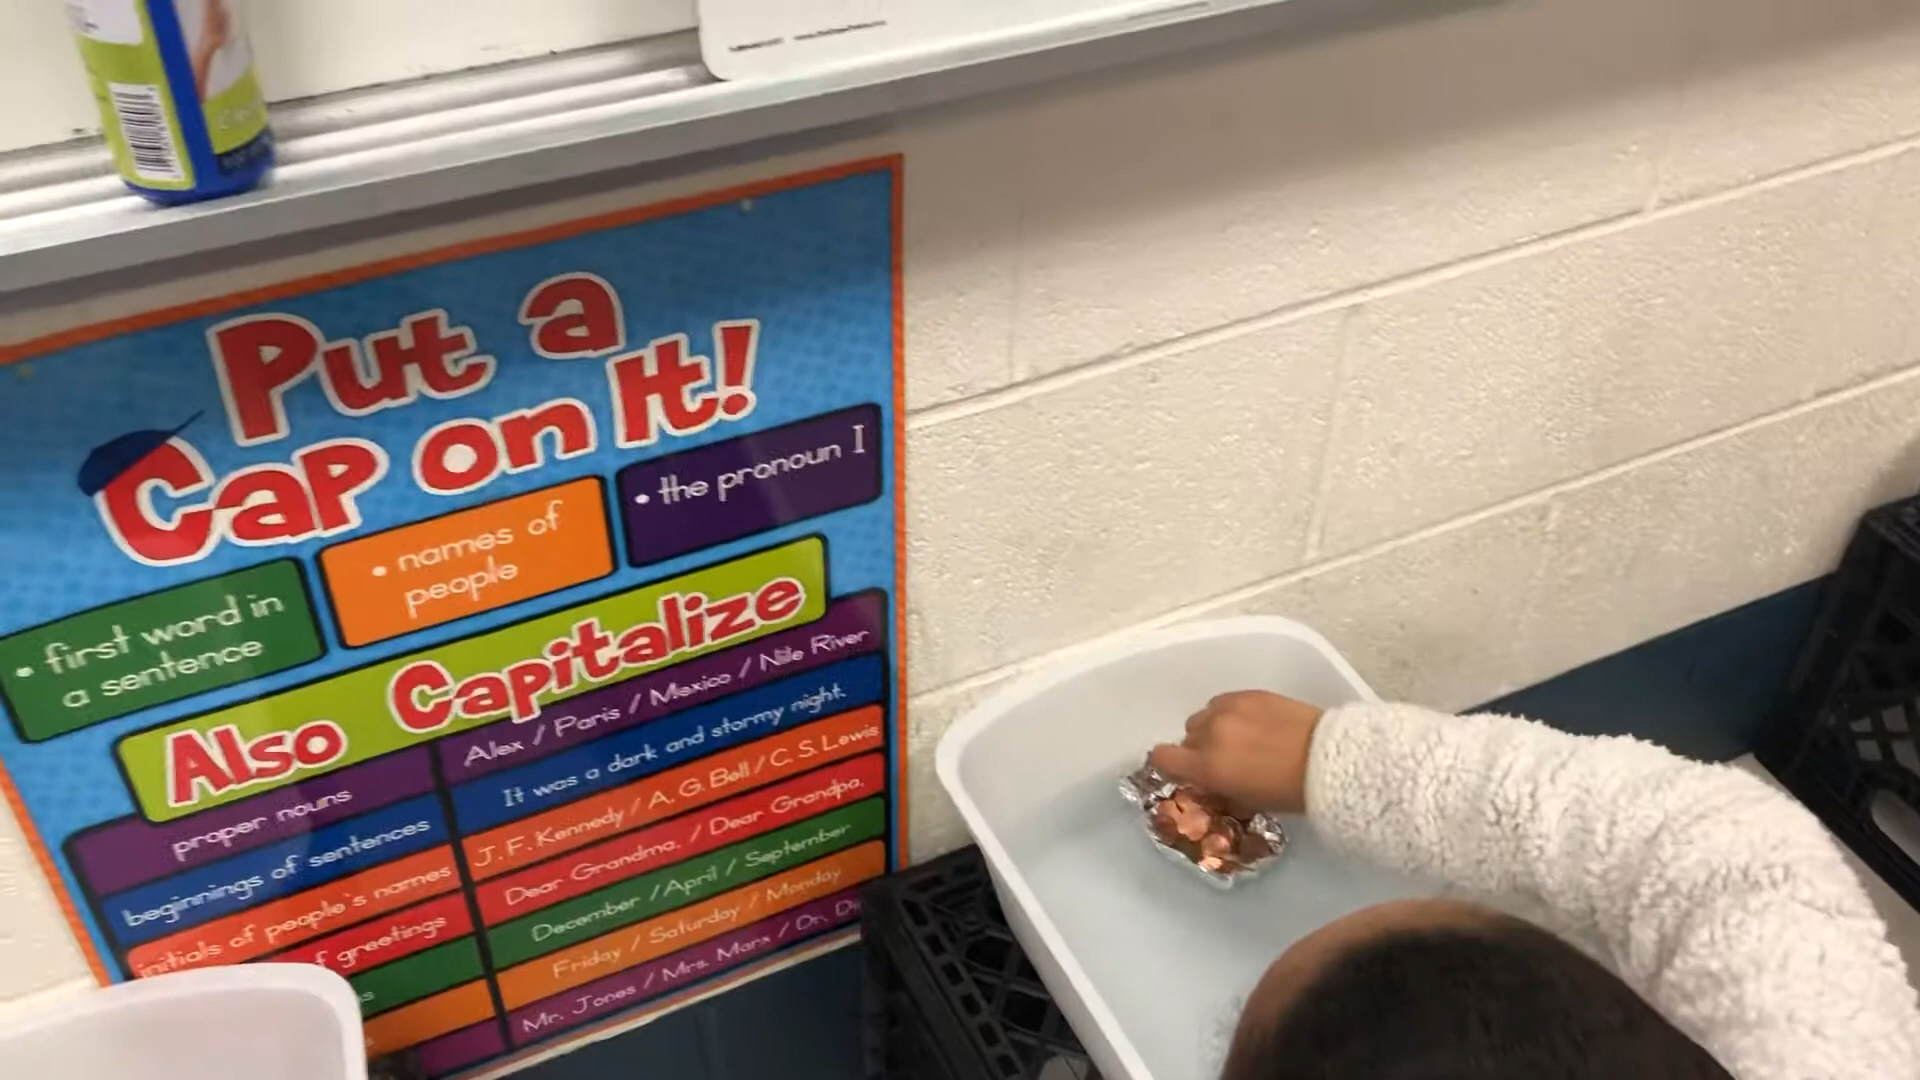 Put a
Cap on It!
• first word in
a sentence
• names of
people
• the pronoun I
Also Capitalize
proper nouns
Alex / Paris / Mexico / Nile River
beginnings of sentences
It was a dark and stormy night.
initials of people's names
J. F. Kennedy / A. G. Bell / C. S. Lewis
f greetings
Dear Grandma, / Dear Grandpa,
s
December / April / September
Friday / Saturday / Monday
Mr. Jones / Mrs. Marx / Dr. Di